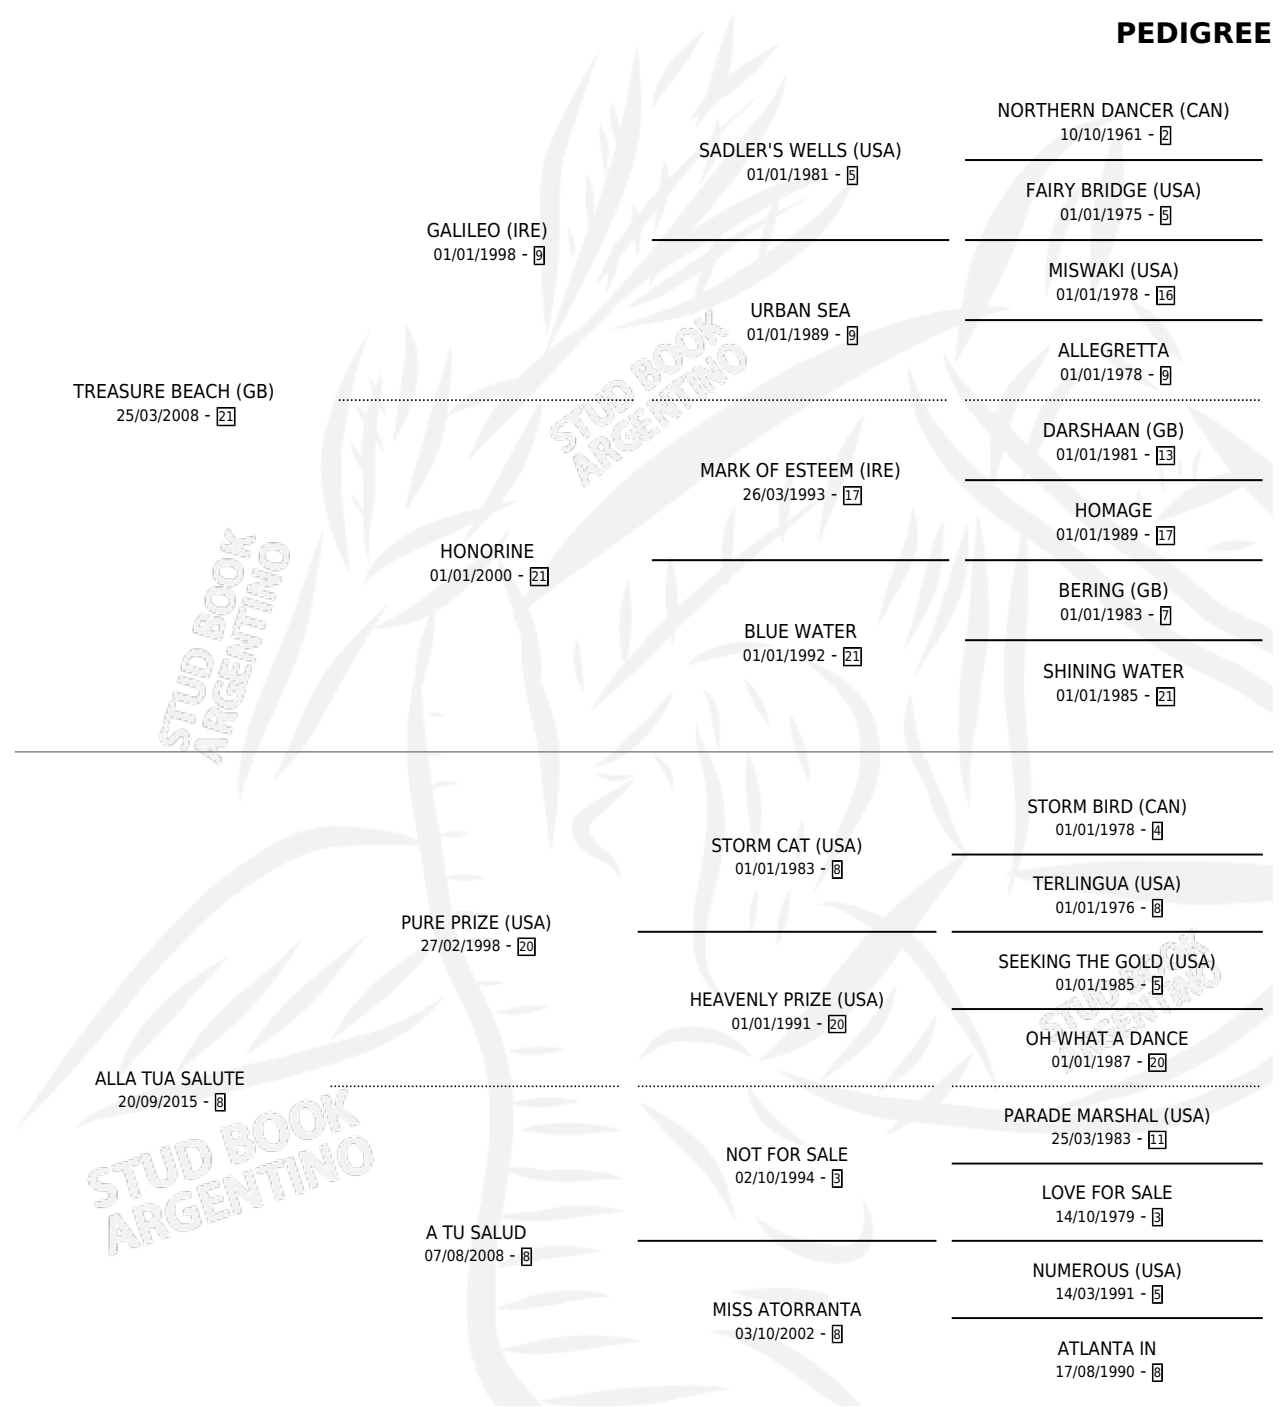 PEDIGREE
NORTHERN DANCER (CAN)
10/10/1961 - 2
SADLER'S WELLS (USA)
01/01/1981 - 5
FAIRY BRIDGE (USA)
01/01/1975 - 5
GALILEO (IRE)
01/01/1998 - 9
MISWAKI (USA)
01/01/1978 - 16
URBAN SEA
01/01/1989 - 9
ALLEGRETTA
01/01/1978 - 9
TREASURE BEACH (GB)
25/03/2008 - 21
STUD BOOK
ARGENTINO
DARSHAAN (GB)
01/01/1981 - 13
MARK OF ESTEEM (IRE)
26/03/1993 - 17
HOMAGE
01/01/1989 - 17
HONORINE
01/01/2000 - 21
BERING (GB)
01/01/1983 - 7
BLUE WATER
01/01/1992 - 21
SHINING WATER
01/01/1985 - 21
STUD BOOK
ARGENTINO
STORM BIRD (CAN)
01/01/1978 - 4
STORM CAT (USA)
01/01/1983 - 8
TERLINGUA (USA)
01/01/1976 - 8
PURE PRIZE (USA)
27/02/1998 - 20
SEEKING THE GOLD (USA)
01/01/1985 - 5
HEAVENLY PRIZE (USA)
01/01/1991 - 20
STUD BOOK
ARGENTINO
OH WHAT A DANCE
01/01/1987 - 20
ALLA TUA SALUTE
20/09/2015 - 8
PARADE MARSHAL (USA)
25/03/1983 - 11
NOT FOR SALE
02/10/1994 - 3
STUD BOOK
ARGENTINO
LOVE FOR SALE
14/10/1979 - 3
A TU SALUD
07/08/2008 - 8
NUMEROUS (USA)
14/03/1991 - 5
MISS ATORRANTA
03/10/2002 - 8
ATLANTA IN
17/08/1990 - 8